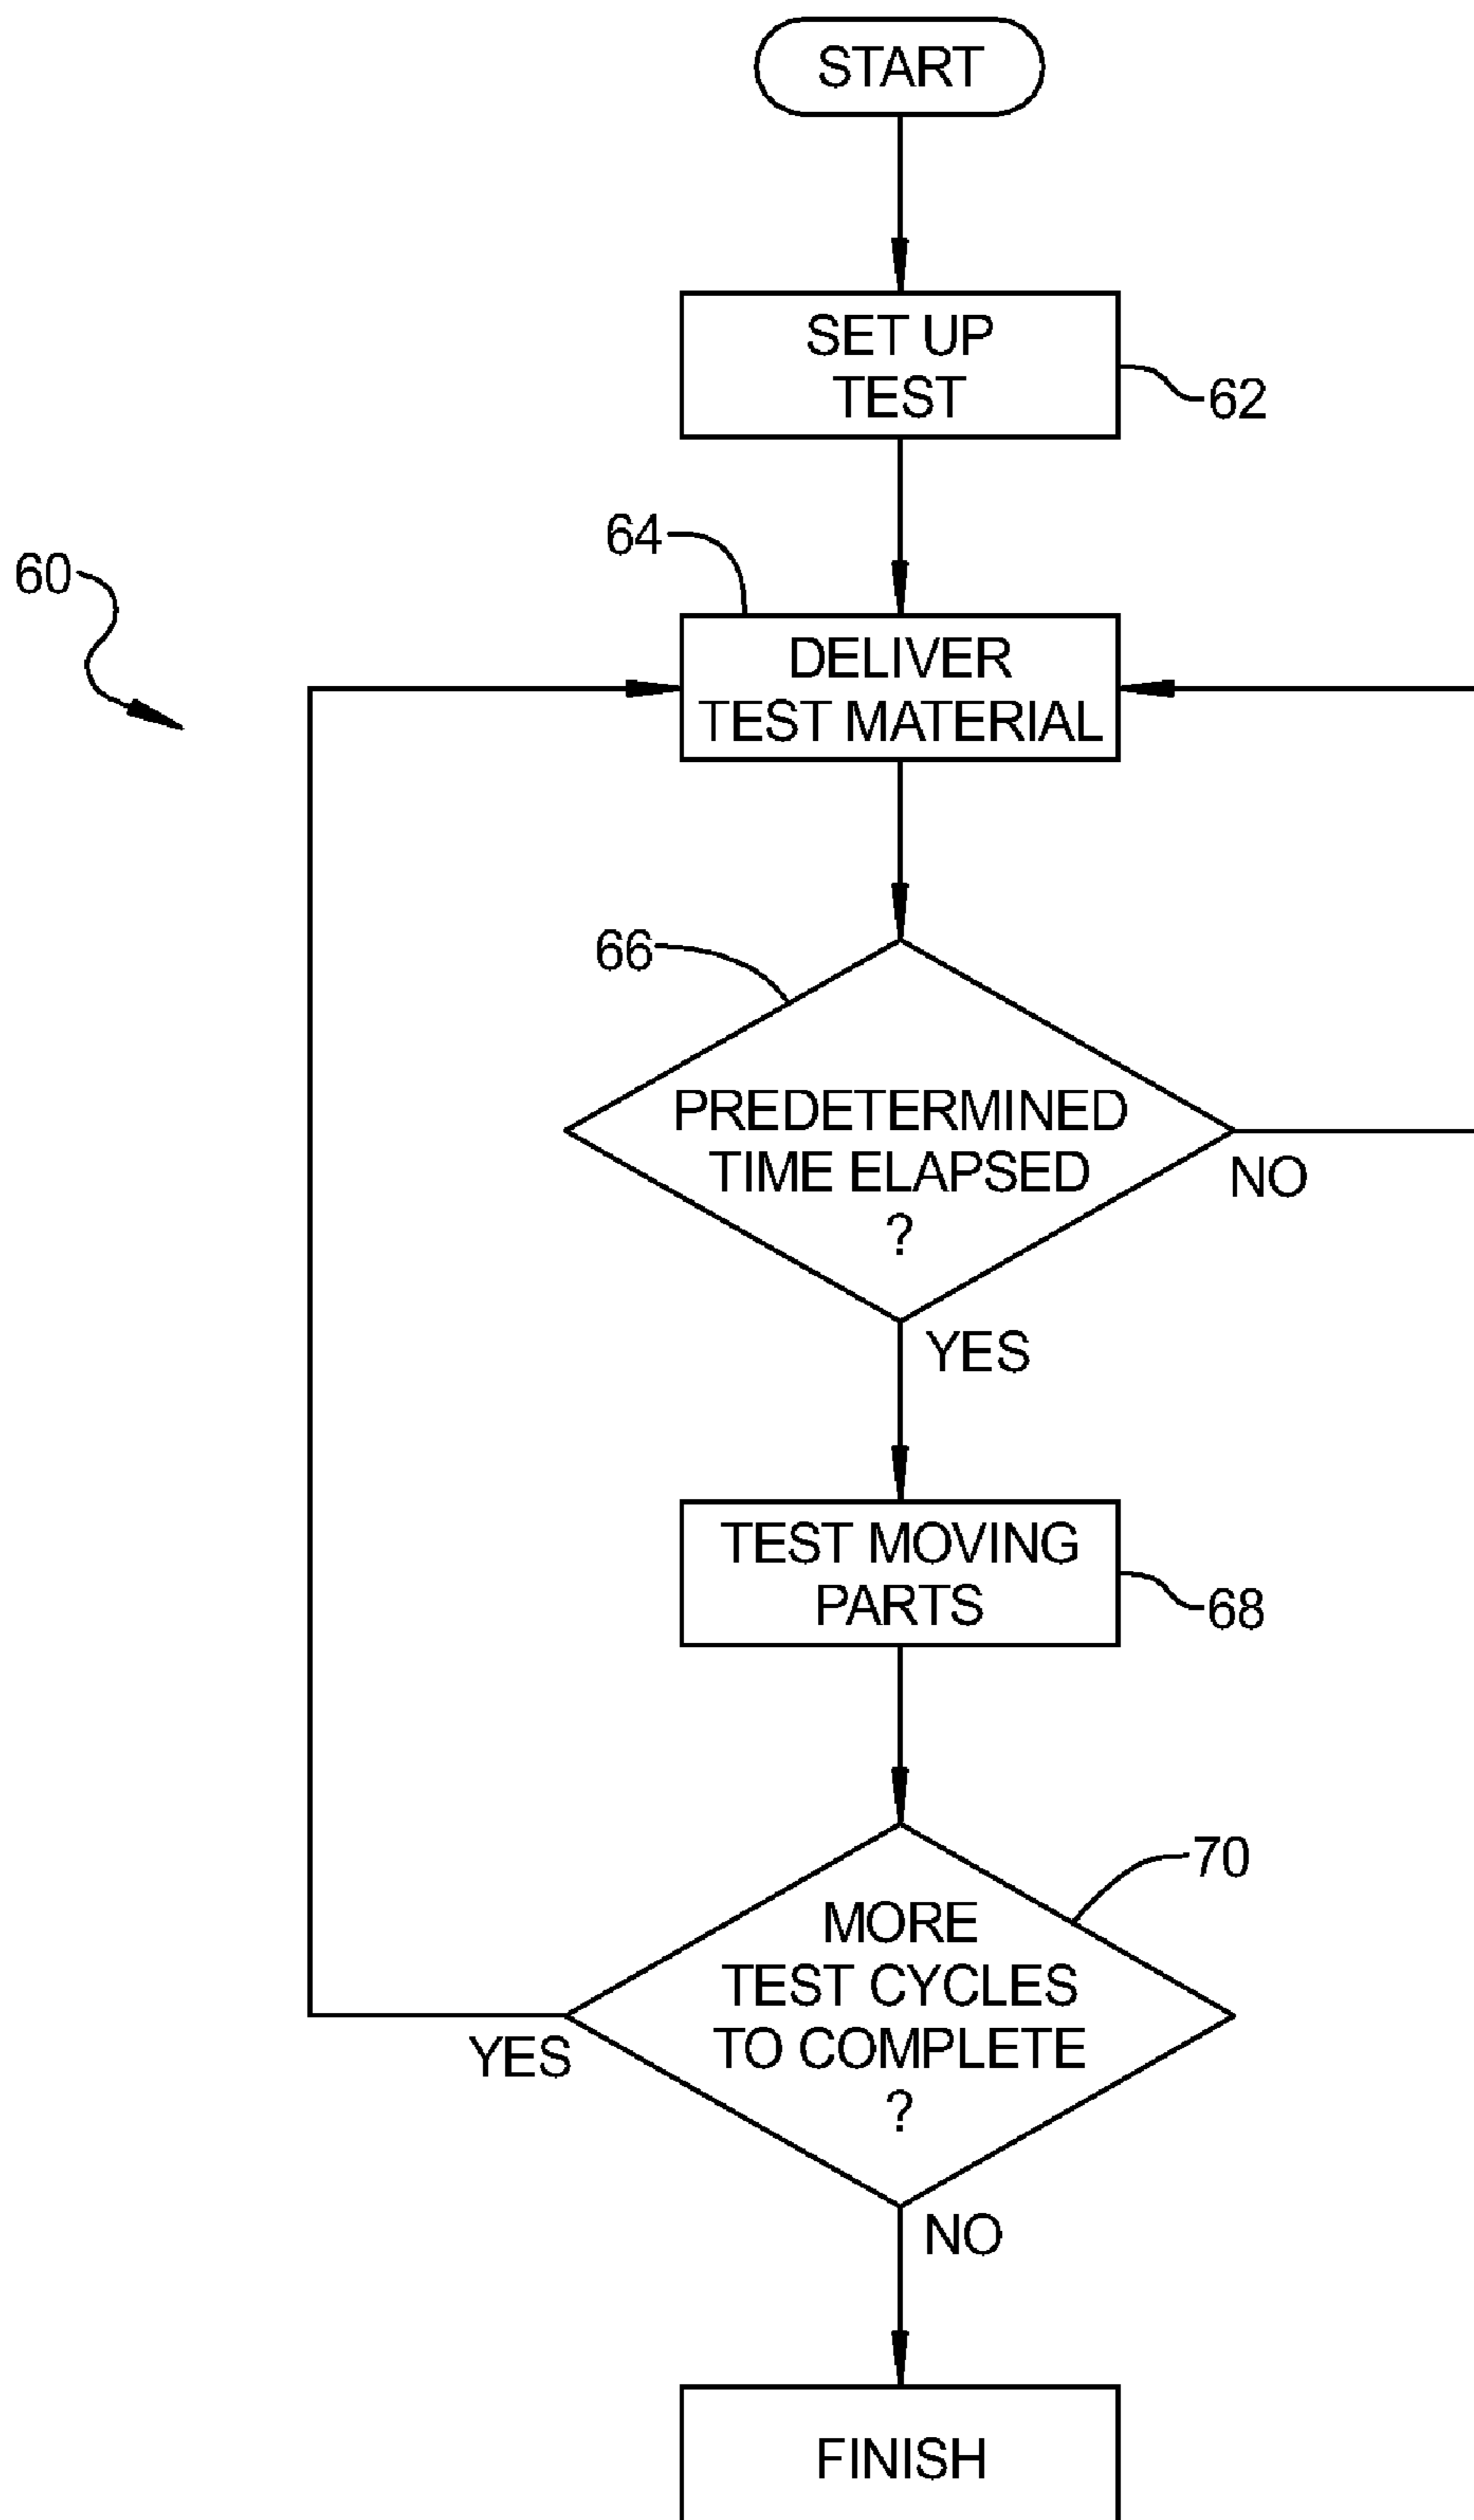 START
SET UP
TEST
62
64
60
DELIVER
TEST MATERIAL
66
PREDETERMINED
TIME ELAPSED
?
NO
YES
TEST MOVING
PARTS
68
70
MORE
TEST CYCLES
TO COMPLETE
?
YES
NO
FINISH